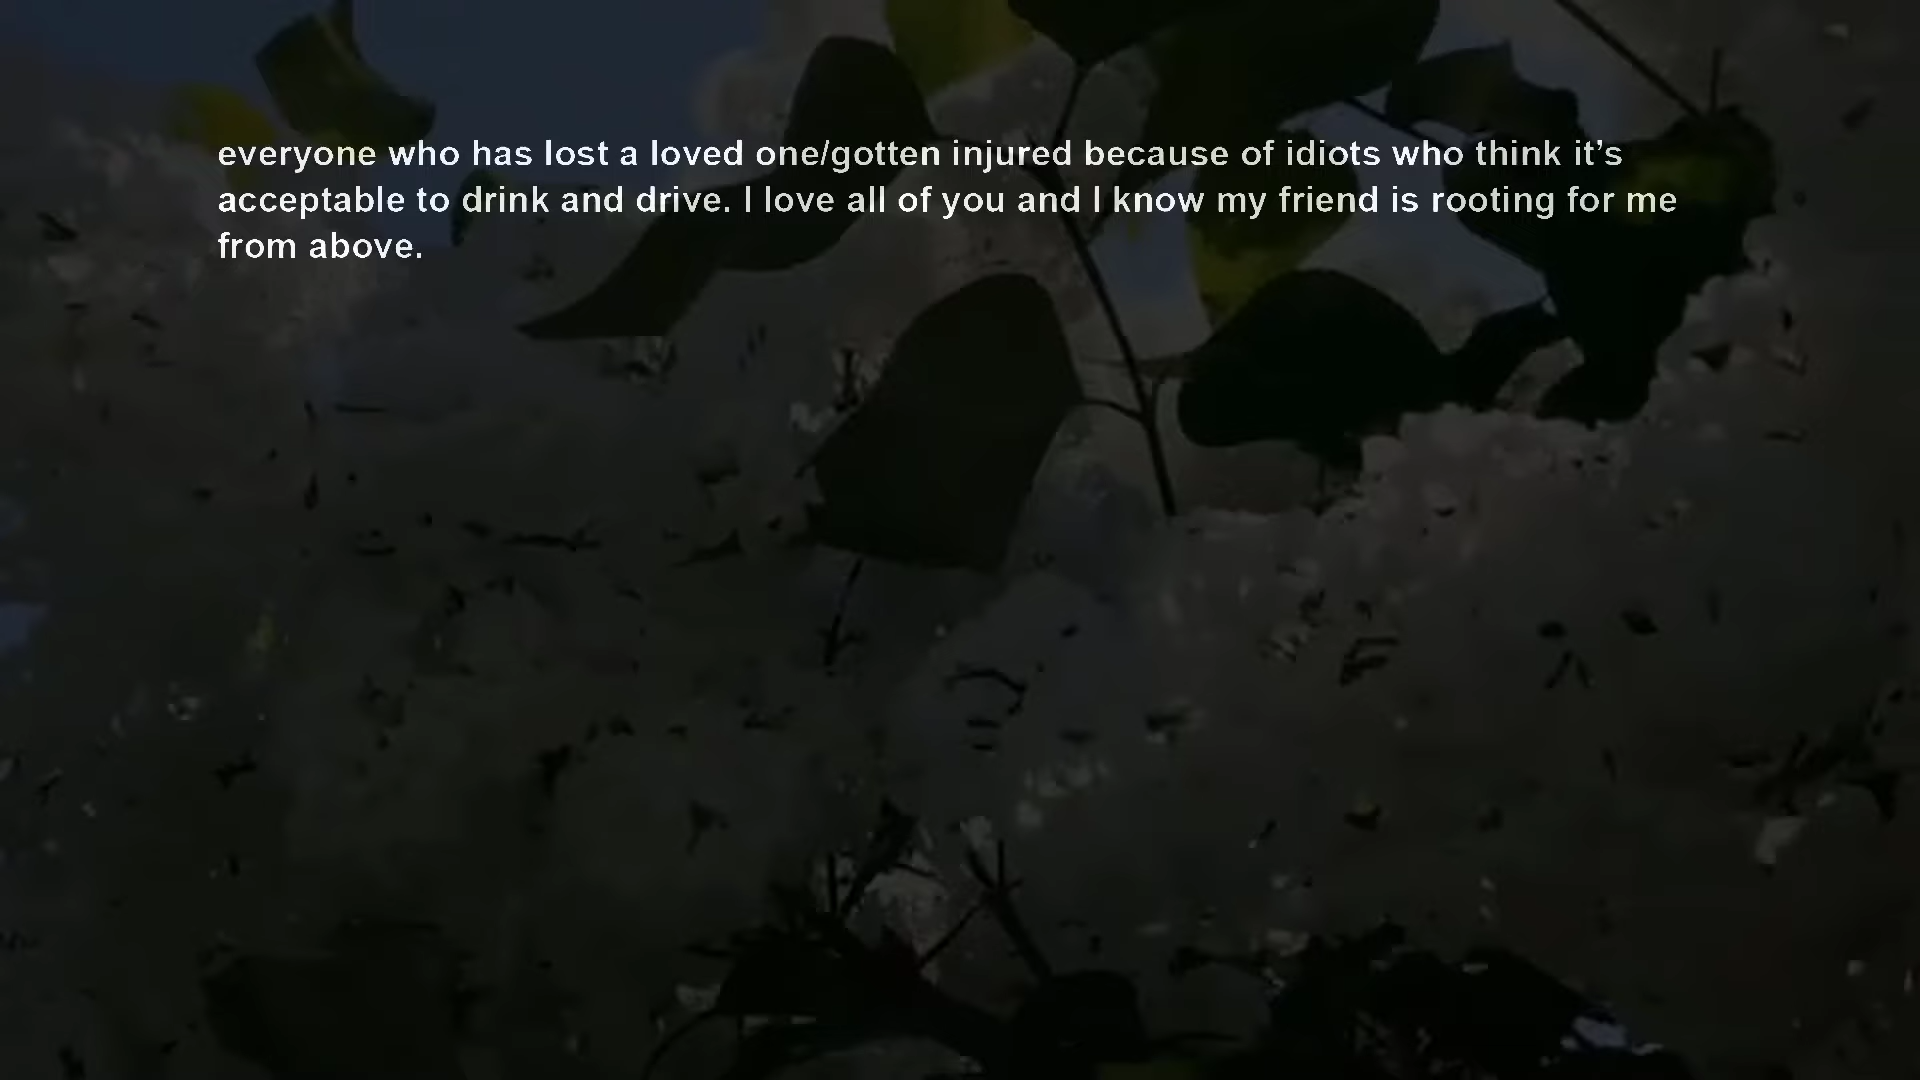 everyone who has lost a loved one/gotten injured because of idiots who think it’s
acceptable to drink and drive. I love all of you and I know my friend is rooting for me
from above.